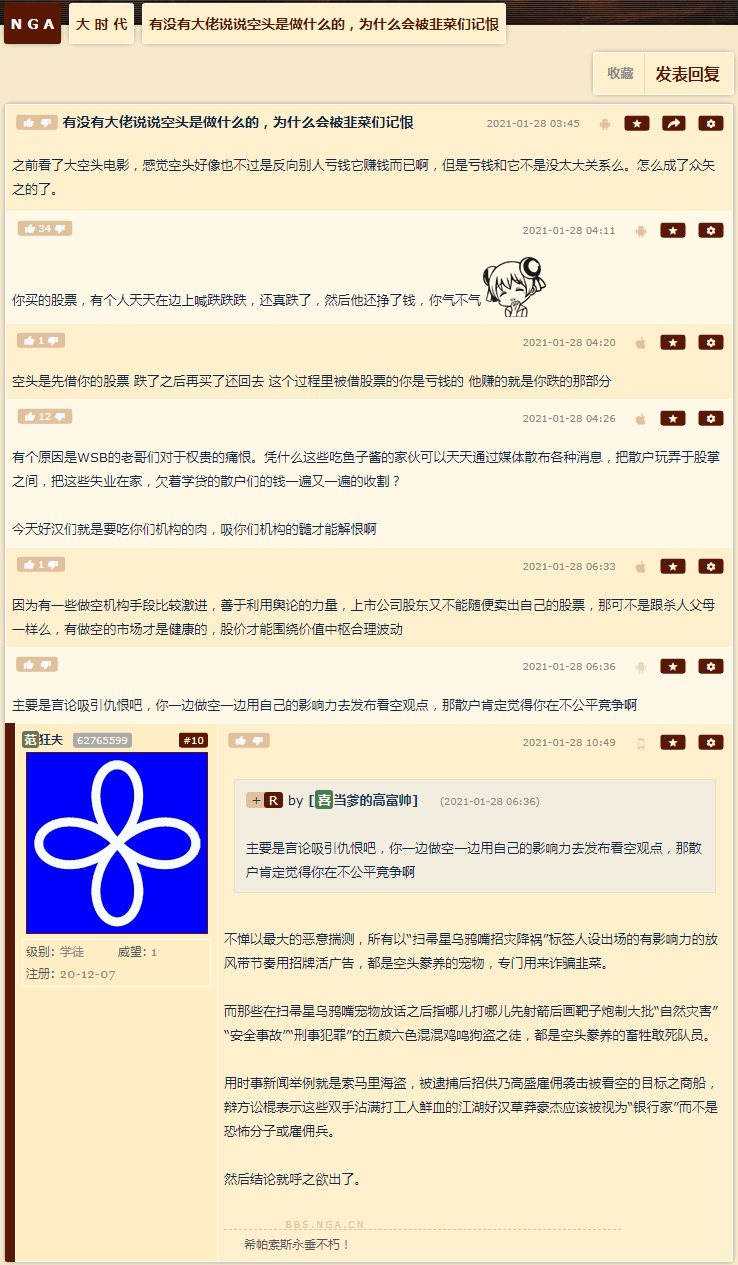 NGA 大时代 有没有大佬说说空头是做什么的，为什么会被韭菜们记恨
收藏 发表回复
有没有大佬说说空头是做什么的，为什么会被韭菜们记恨 2021-01-28 03:45
之前看了大空头电影，感觉空头好像也不过是反向别人亏钱它赚钱而已啊，但是亏钱和它不是没太大关系么。怎么成了众矢
之的了。
34 2021-01-28 04:11
你买的股票，有个人天天在边上喊跌跌跌，还真跌了，然后他还挣了钱，你气不气
1 2021-01-28 04:20
空头是先借你的股票 跌了之后再买了还回去 这个过程里被借股票的你是亏钱的 他赚的就是你跌的那部分
12 2021-01-28 04:26
有个原因是WSB的老哥们对于权贵的痛恨。凭什么这些吃鱼子酱的家伙可以天天通过媒体散布各种消息，把散户玩弄于股掌
之间，把这些失业在家，欠着学贷的散户们的钱一遍又一遍的收割？
今天好汉们就是要吃你们机构的肉，吸你们机构的髓才能解恨啊
1 2021-01-28 06:33
因为有一些做空机构手段比较激进，善于利用舆论的力量，上市公司股东又不能随便卖出自己的股票，那可不是跟杀人父母
一样么，有做空的市场才是健康的，股价才能围绕价值中枢合理波动
2021-01-28 06:36
主要是言论吸引仇恨吧，你一边做空一边用自己的影响力去发布看空观点，那散户肯定觉得你在不公平竞争啊
范狂夫 62765599 #10
级别: 学徒 威望: 1
注册: 20-12-07
2021-01-28 10:49
+ R by [喜当爹的高富帅] (2021-01-28 06:36)
主要是言论吸引仇恨吧，你一边做空一边用自己的影响力去发布看空观点，那散
户肯定觉得你在不公平竞争啊
不惮以最大的恶意揣测，所有以“扫帚星乌鸦嘴招灾降祸”标签人设出场的有影响力的放
风带节奏用招牌活广告，都是空头豢养的宠物，专门用来诈骗韭菜。
而那些在扫帚星乌鸦嘴宠物放话之后指哪儿打哪儿先射箭后画靶子炮制大批“自然灾害”
“安全事故”“刑事犯罪”的五颜六色混混鸡鸣狗盗之徒，都是空头豢养的畜牲敢死队员。
用时事新闻举例就是索马里海盗，被逮捕后招供乃高盛雇佣袭击被看空的目标之商船，
辩方讼棍表示这些双手沾满打工人鲜血的江湖好汉草莽豪杰应该被视为“银行家”而不是
恐怖分子或雇佣兵。
然后结论就呼之欲出了。
BBS.NGA.CN
希帕索斯永垂不朽！